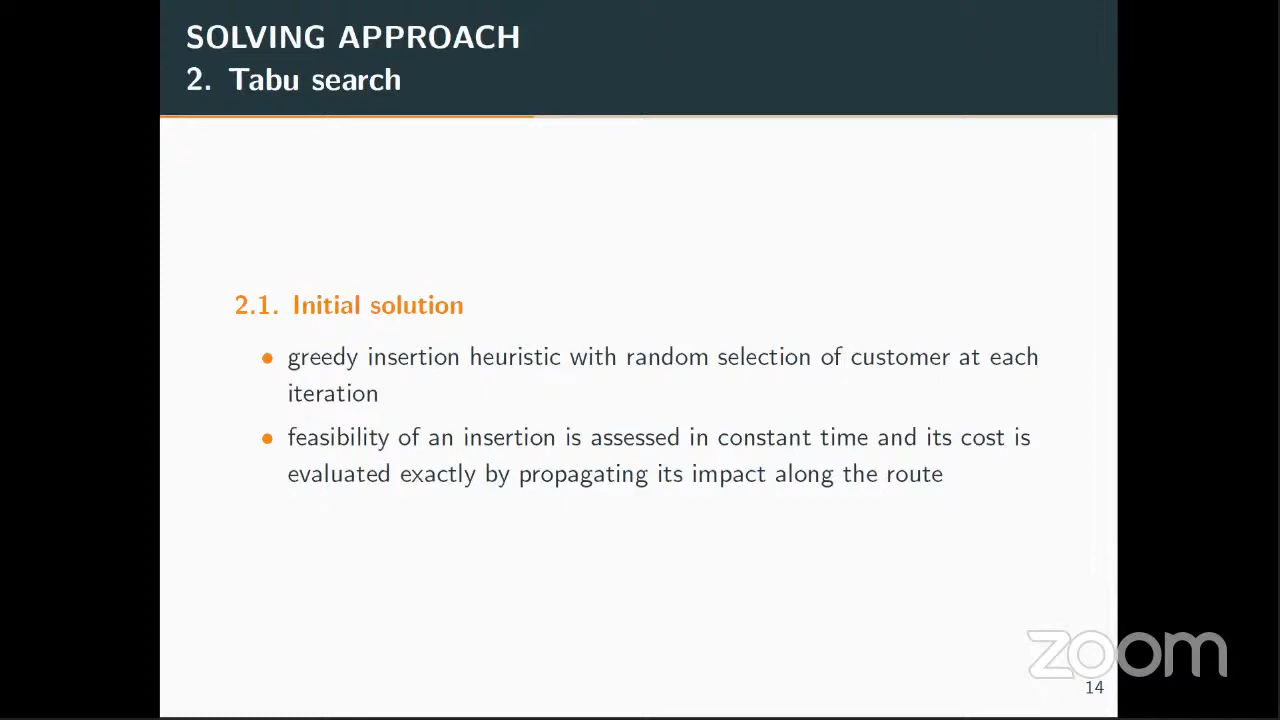 SOLVING APPROACH
2. Tabu search
2.1. Initial solution
• greedy insertion heuristic with random selection of customer at each
iteration
• feasibility of an insertion is assessed in constant time and its cost is
evaluated exactly by propagating its impact along the route
zoom
14